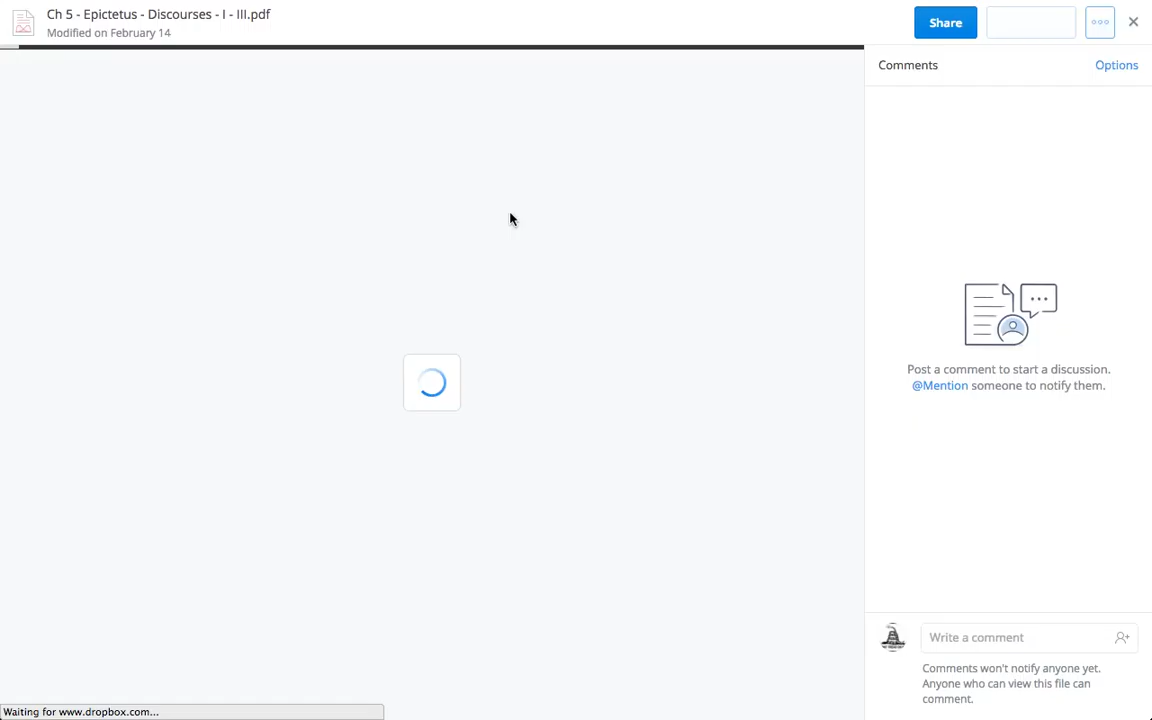 Ch 5 - Epictetus - Discourses - I - III.pdf
Modified on February 14
Share
Comments
Options
Post a comment to start a discussion.
@Mention someone to notify them.
Write a comment
Comments won't notify anyone yet.
Anyone who can view this file can
comment.
Waiting for www.dropbox.com...